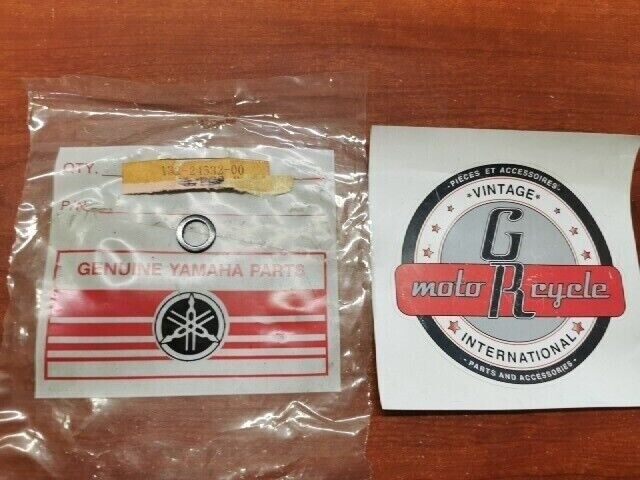 QTY.
GENUINE YAMAHA PARTS
PIÈCES ET ACCESSOIRES
VINTAGE
G
moto R cycle
INTERNATIONAL
PARTS AND ACCESSORIES